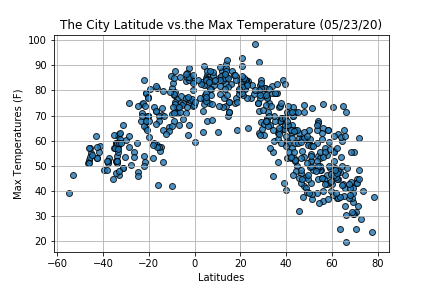 The City Latitude vs.the Max Temperature (05/23/20)
100
90
80
70
60
50
40
30
20
Max Temperatures (F)
−60 −40 −20 0 20 40 60 80
Latitudes